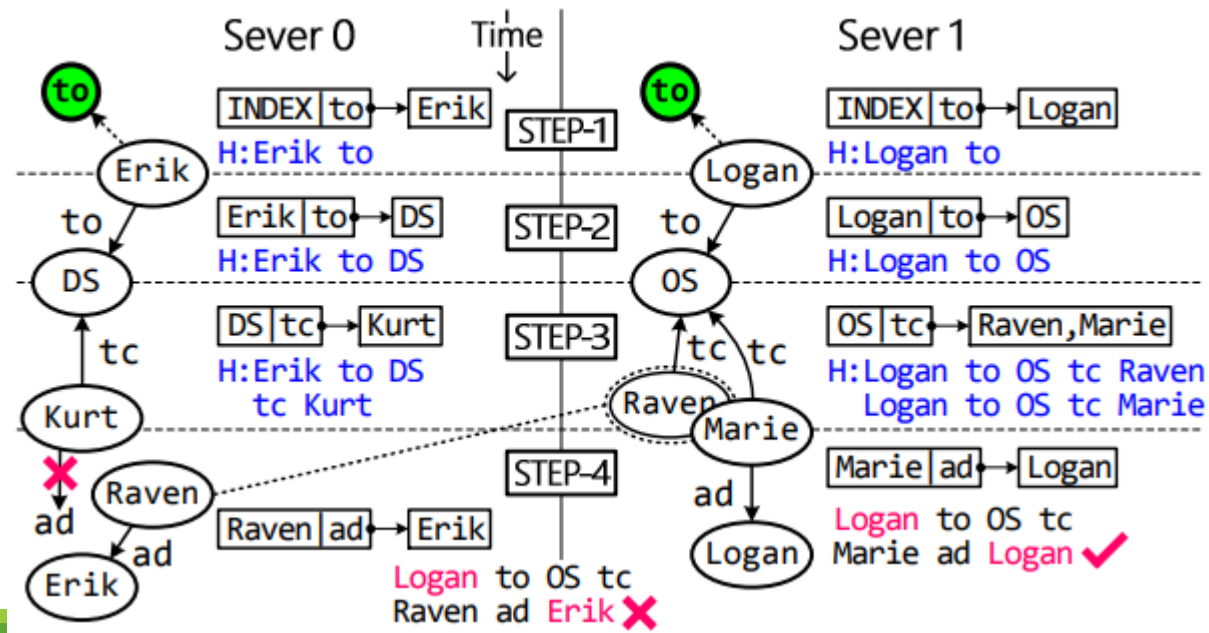 Sever 0
Time
Sever 1
to
INDEX|to
Erik
STEP-1
to
INDEX|to
Logan
H:Erik to
H:Logan to
Erik
Logan
to
Erik|to
DS
STEP-2
to
Logan|to
OS
H:Erik to DS
H:Logan to OS
DS
OS
DS|tc
Kurt
STEP-3
OS|tc
Raven,Marie
tc
tc
tc
H:Erik to DS
tc Kurt
H:Logan to OS tc Raven
Logan to OS tc Marie
Kurt
Raven
Marie
STEP-4
Marie|ad
Logan
Raven
ad
ad
ad
Raven|ad
Erik
Logan to OS tc
Marie ad Logan
Logan
Erik
Logan to OS tc
Raven ad Erik